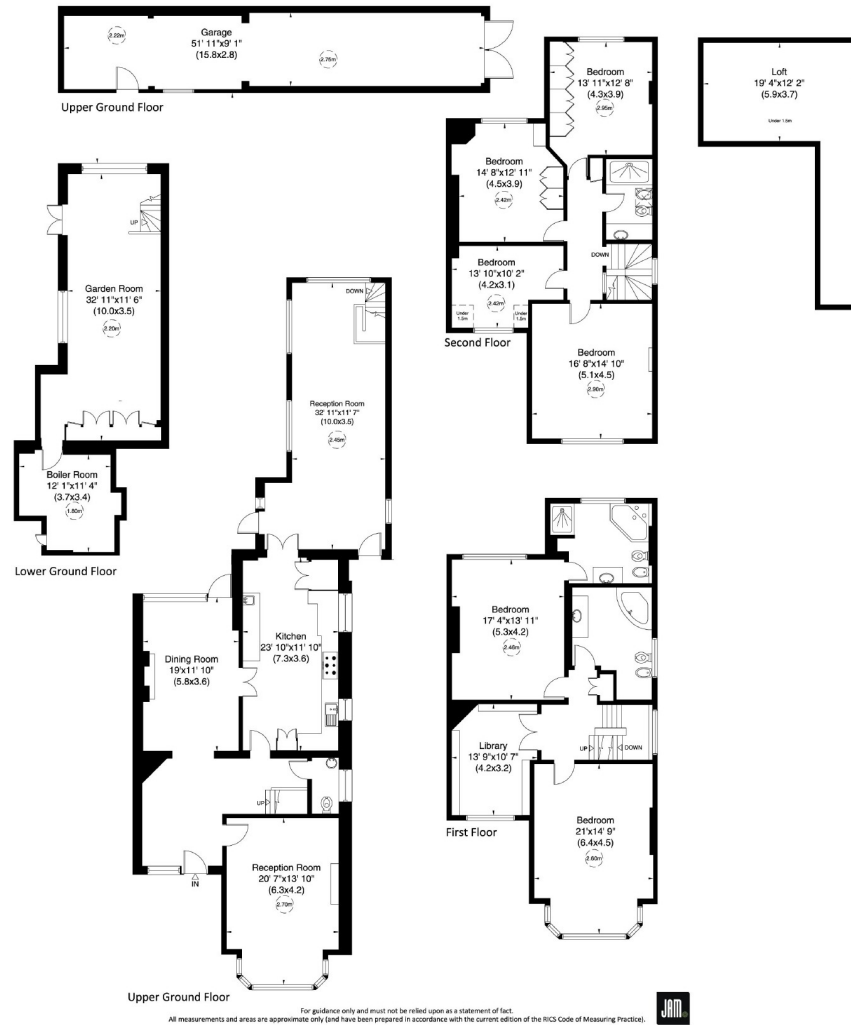 Garage
51' 11"x9' 1"
(15.8x2.8)
2.22m
2.76m
Upper Ground Floor
Bedroom
13' 11"x12' 8"
(4.3x3.9)
2.95m
Bedroom
14' 8"x12' 11"
(4.5x3.9)
2.42m
Bedroom
13' 10"x10' 2"
(4.2x3.1)
2.42m
Under
1.5m
Under
1.5m
DOWN
Second Floor
Bedroom
16' 8"x14' 10"
(5.1x4.5)
Loft
19' 4"x12' 2"
(5.9x3.7)
Under 1.5m
UP
Garden Room
32' 11"x11' 6"
(10.0x3.5)
2.20m
Boiler Room
12' 1"x11' 4"
(3.7x3.4)
1.80m
Lower Ground Floor
DOWN
Reception Room
32' 11"x11' 7"
(10.0x3.5)
2.45m
Kitchen
23' 10"x11' 10"
(7.3x3.6)
Dining Room
19'x11' 10"
(5.8x3.6)
UP
IN
Reception Room
20' 7"x13' 10"
(6.3x4.2)
2.70m
Upper Ground Floor
Bedroom
17' 4"x13' 11"
(5.3x4.2)
2.46m
Library
13' 9"x10' 7"
(4.2x3.2)
UP
DOWN
First Floor
Bedroom
21'x14' 9"
(6.4x4.5)
2.60m
For guidance only and must not be relied upon as a statement of fact.
All measurements and areas are approximate only (and have been prepared in accordance with the current edition of the RICS Code of Measuring Practice).
JAM